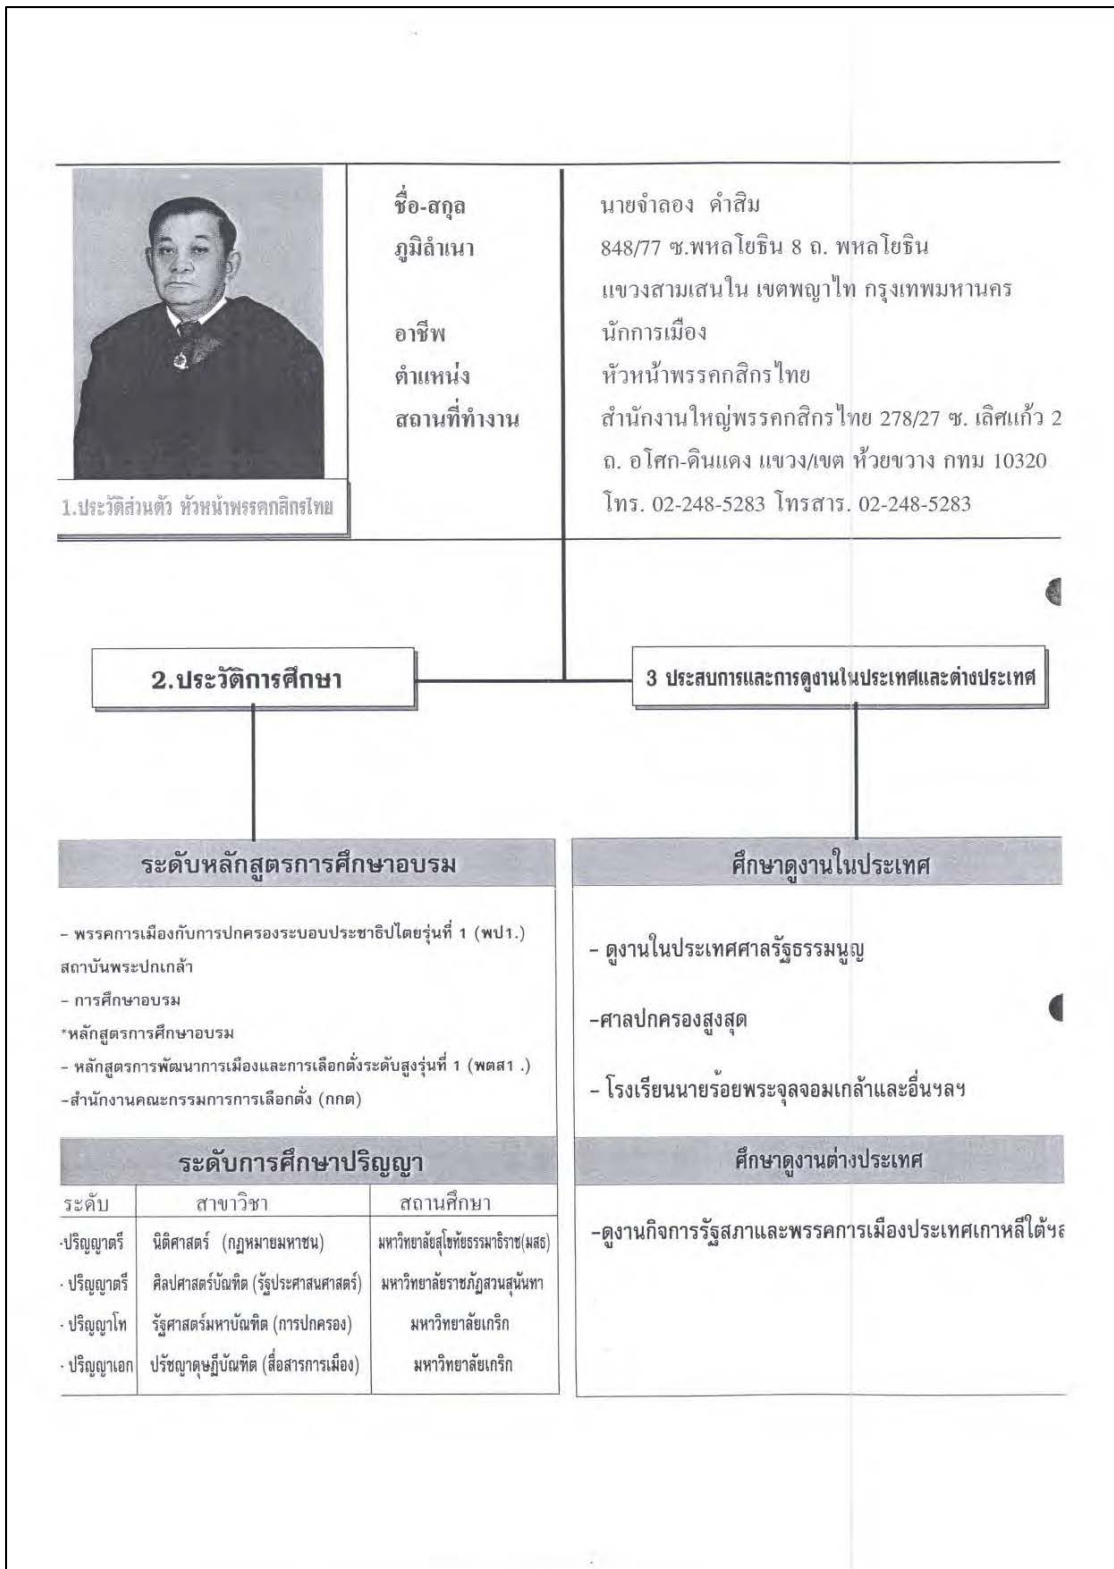 ชื่อ-สกุล นายจำลอง ดำสิม
ภูมิลำเนา 848/77 ซ.พหลโยธิน 8 ถ. พหลโยธิน
แขวงสามเสนใน เขตพญาไท กรุงเทพมหานคร
อาชีพ นักการเมือง
ตำแหน่ง หัวหน้าพรรคกสิกรไทย
สถานที่ทำงาน สำนักงานใหญ่พรรคกสิกรไทย 278/27 ซ. เลิศแก้ว 2
ถ. อโศก-ดินแดง แขวง/เขต ห้วยขวาง กทม 10320
โทร. 02-248-5283 โทรสาร. 02-248-5283
1.ประวัติส่วนตัว หัวหน้าพรรคกสิกรไทย
2.ประวัติการศึกษา
3 ประสบการและการดูงานในประเทศและต่างประเทศ
ระดับหลักสูตรการศึกษาอบรม
- พรรคการเมืองกับการปกครองระบอบประชาธิปไตยรุ่นที่ 1 (พป1.)
สถาบันพระปกเกล้า
- การศึกษาอบรม
*หลักสูตรการศึกษาอบรม
- หลักสูตรการพัฒนาการเมืองและการเลือกตั้งระดับสูงรุ่นที่ 1 (พตส1 .)
-สำนักงานคณะกรรมการการเลือกตั้ง (กกต)
ระดับการศึกษาปริญญา
ระดับ สาขาวิชา สถานศึกษา
·ปริญญาตรี นิติศาสตร์ (กฎหมายมหาชน) มหาวิทยาลัยสุโขทัยธรรมาธิราช(มสธ)
· ปริญญาตรี ศิลปศาสตร์บัณฑิต (รัฐประศาสนศาสตร์) มหาวิทยาลัยราชภัฏสวนสุนันทา
· ปริญญาโท รัฐศาสตร์มหาบัณฑิต (การปกครอง) มหาวิทยาลัยเกริก
· ปริญญาเอก ปรัชญาดุษฎีบัณฑิต (สื่อสารการเมือง) มหาวิทยาลัยเกริก
ศึกษาดูงานในประเทศ
- ดูงานในประเทศศาลรัฐธรรมนูญ
-ศาลปกครองสูงสุด
- โรงเรียนนายร้อยพระจุลจอมเกล้าและอื่นฯลฯ
ศึกษาดูงานต่างประเทศ
-ดูงานกิจการรัฐสภาและพรรคการเมืองประเทศเกาหลีใต้ฯล